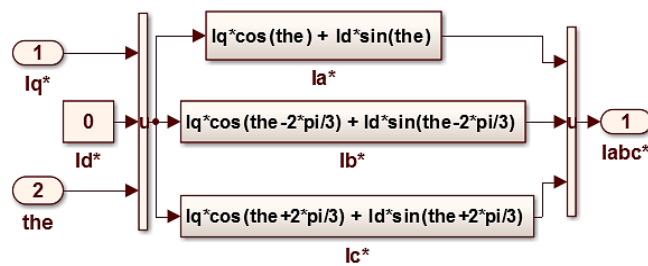 1
Iq*
0
Id*
2
the
u
Iq*cos(the) + Id*sin(the)
Ia*
Iq*cos(the-2*pi/3) + Id*sin(the-2*pi/3)
Ib*
Iq*cos(the+2*pi/3) + Id*sin(the+2*pi/3)
Ic*
u
1
Iabc*